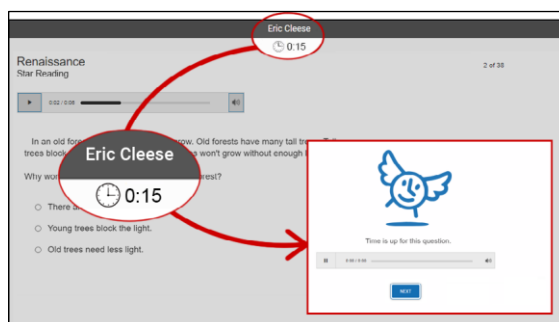 Eric Cleese
0:15
Renaissance
Star Reading
2 of 38
0:02 / 0:09
In an old fore row. Old forests have many tall tre
trees block won't grow without enough
Eric Cleese
0:15
Why wo rest?
There a
Young trees block the light.
Old trees need less light.
Time is up for this question.
NEXT